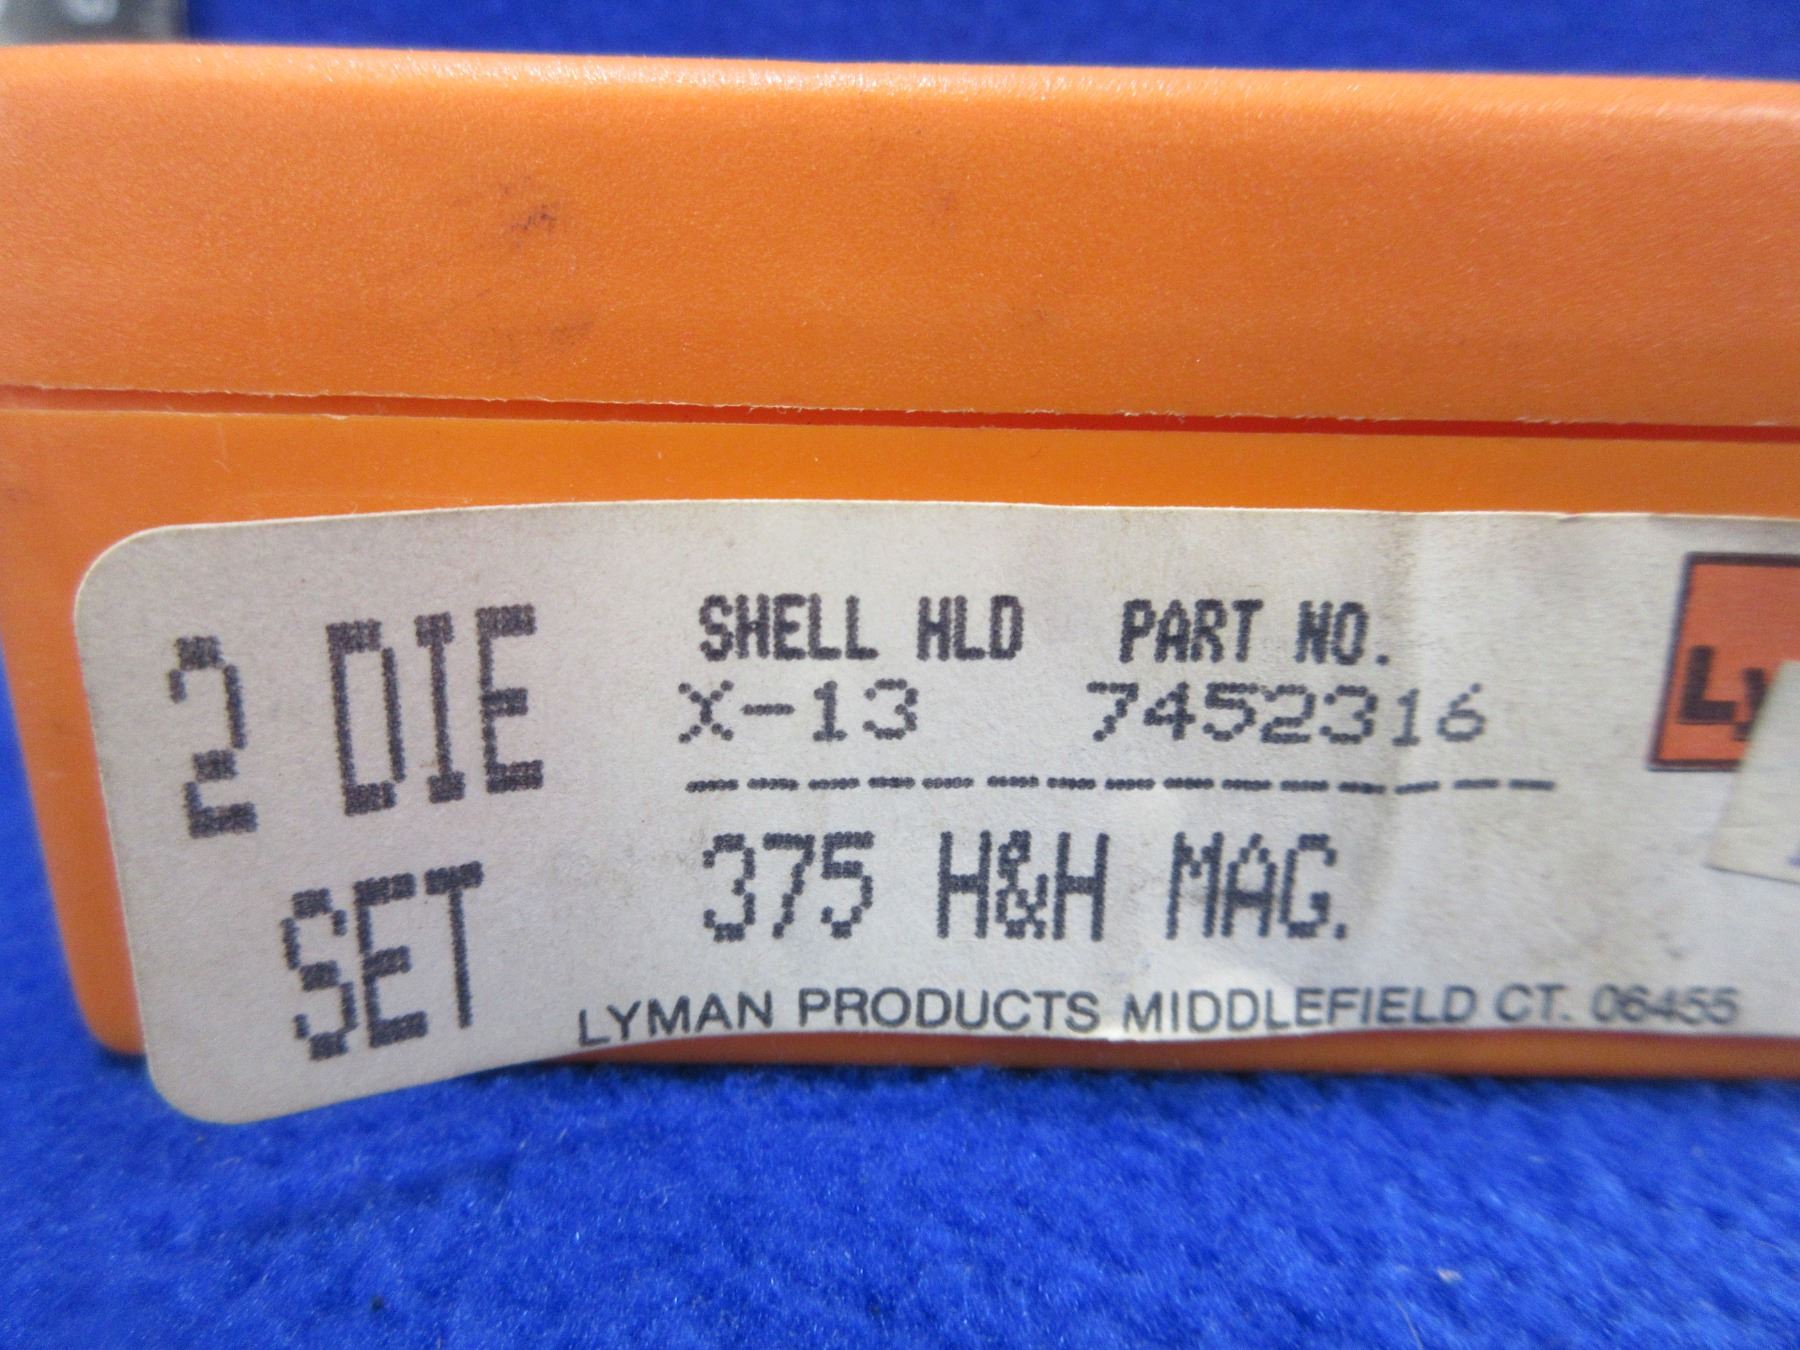 2 DIE
SET
SHELL HLD PART NO.
X-13 7452316
375 H&H MAG.
LYMAN PRODUCTS MIDDLEFIELD CT. 06455